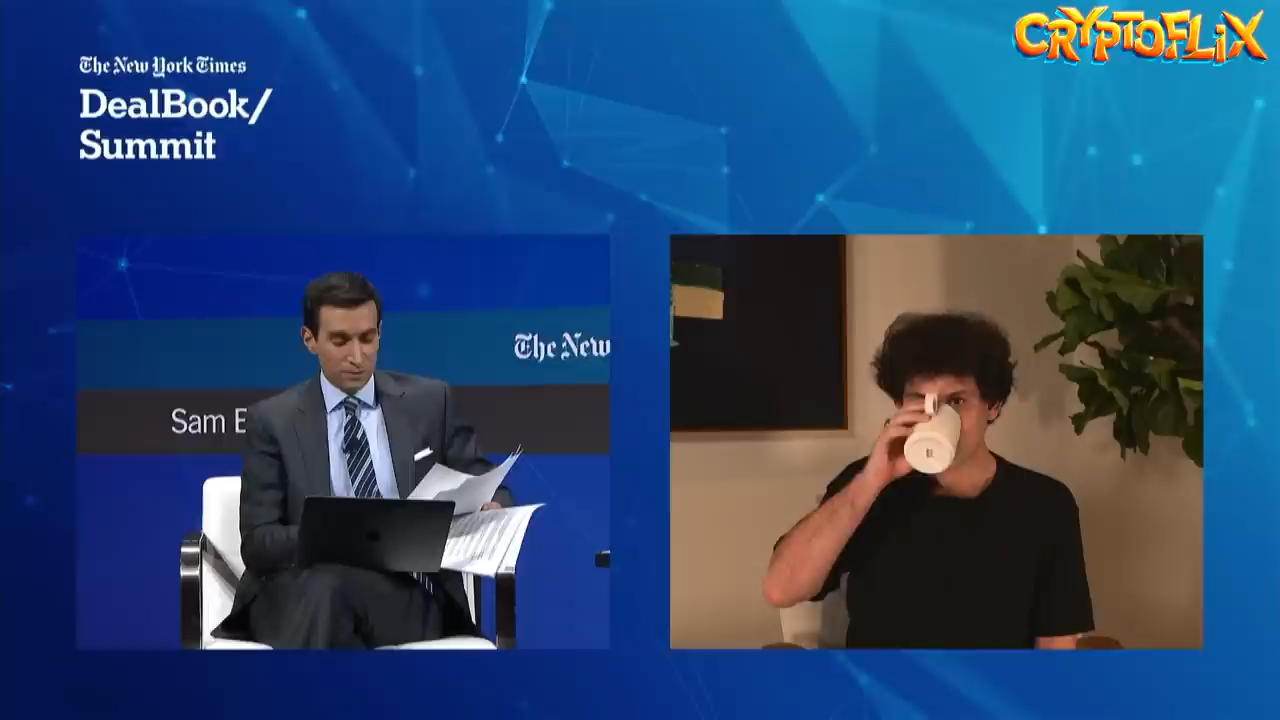 The New York Times
DealBook/
Summit
CRYPTOFLiX
The New
Sam B